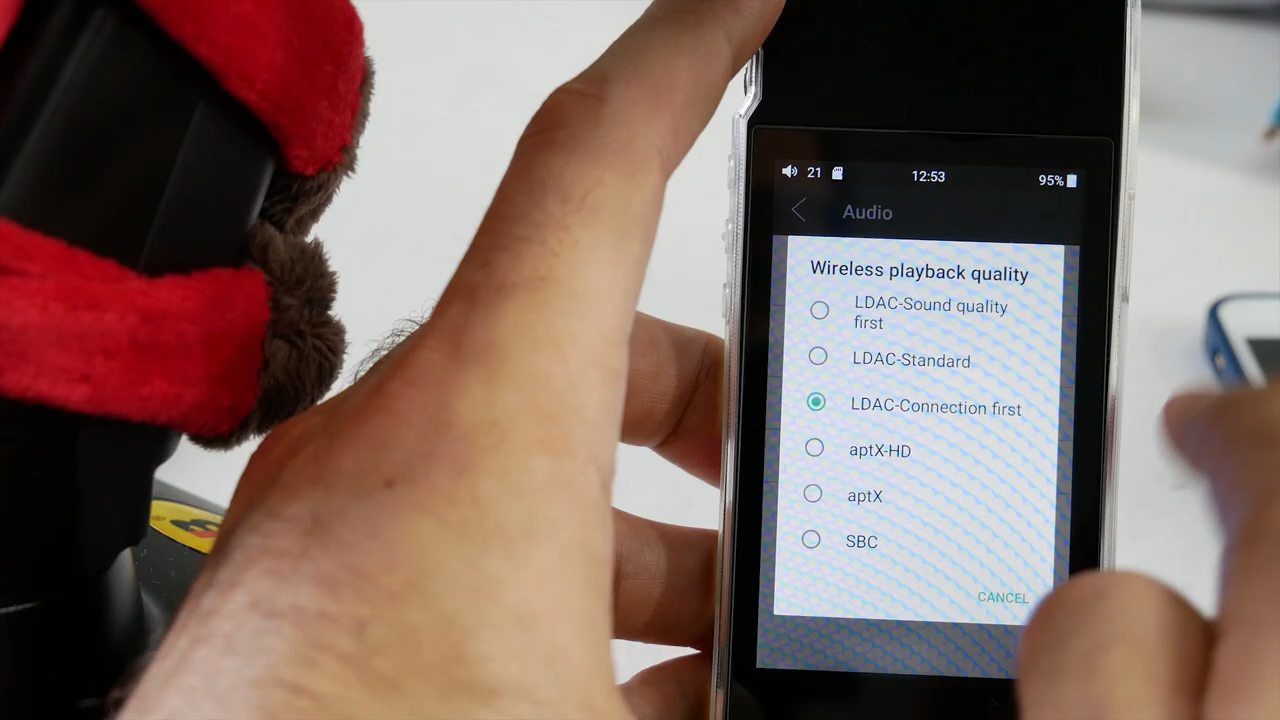 21 12:53 95%
Audio
Wireless playback quality
LDAC-Sound quality
first
LDAC-Standard
LDAC-Connection first
aptX-HD
aptX
SBC
CANCEL